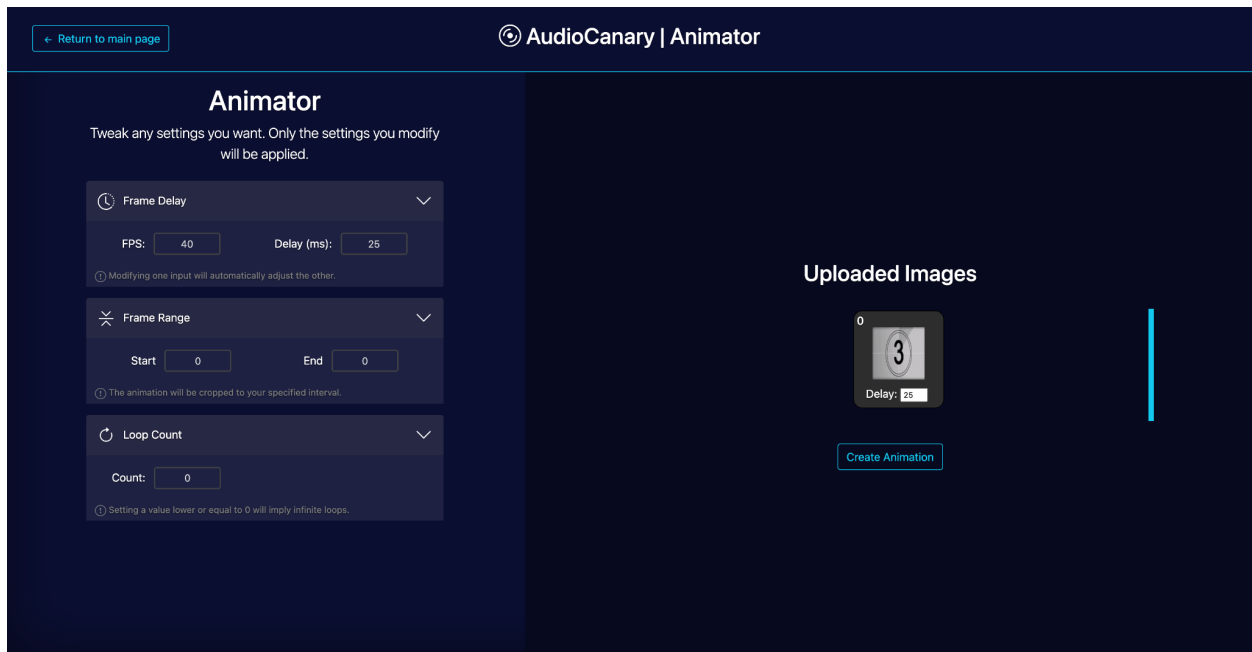 ← Return to main page
AudioCanary | Animator
Animator
Tweak any settings you want. Only the settings you modify
will be applied.
Frame Delay
FPS: 40 Delay (ms): 25
Modifying one input will automatically adjust the other.
Frame Range
Start 0 End 0
The animation will be cropped to your specified interval.
Loop Count
Count: 0
Setting a value lower or equal to 0 will imply infinite loops.
Uploaded Images
0
3
Delay: 25
Create Animation